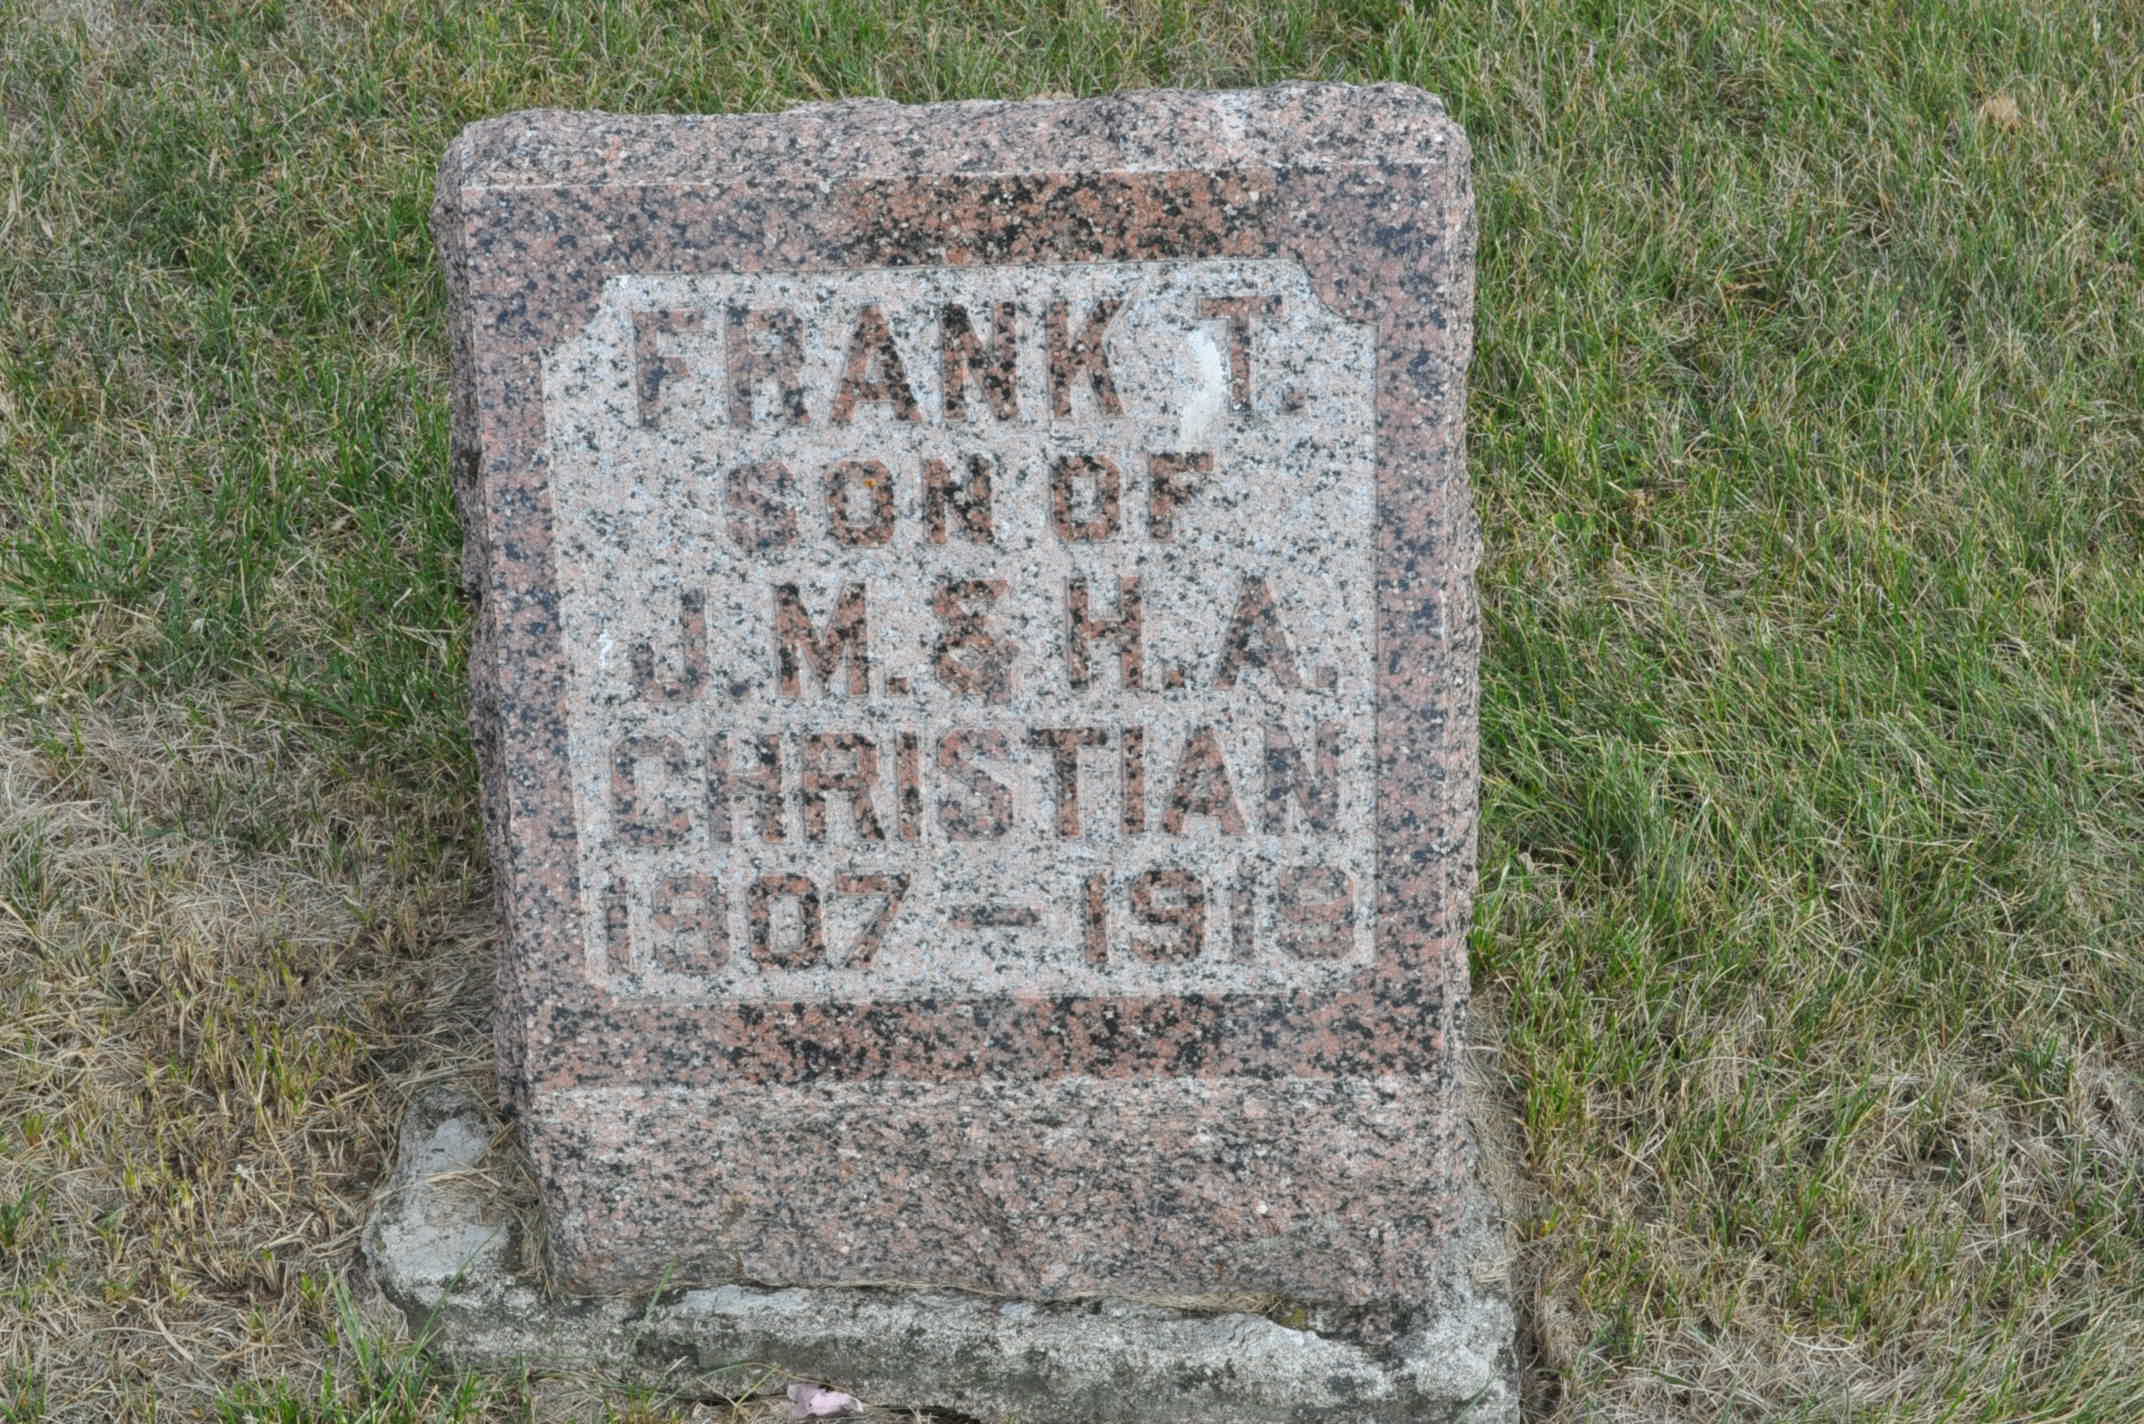 FRANK T.
SON OF
J.M. & H.A.
CHRISTIAN
1907 — 1919